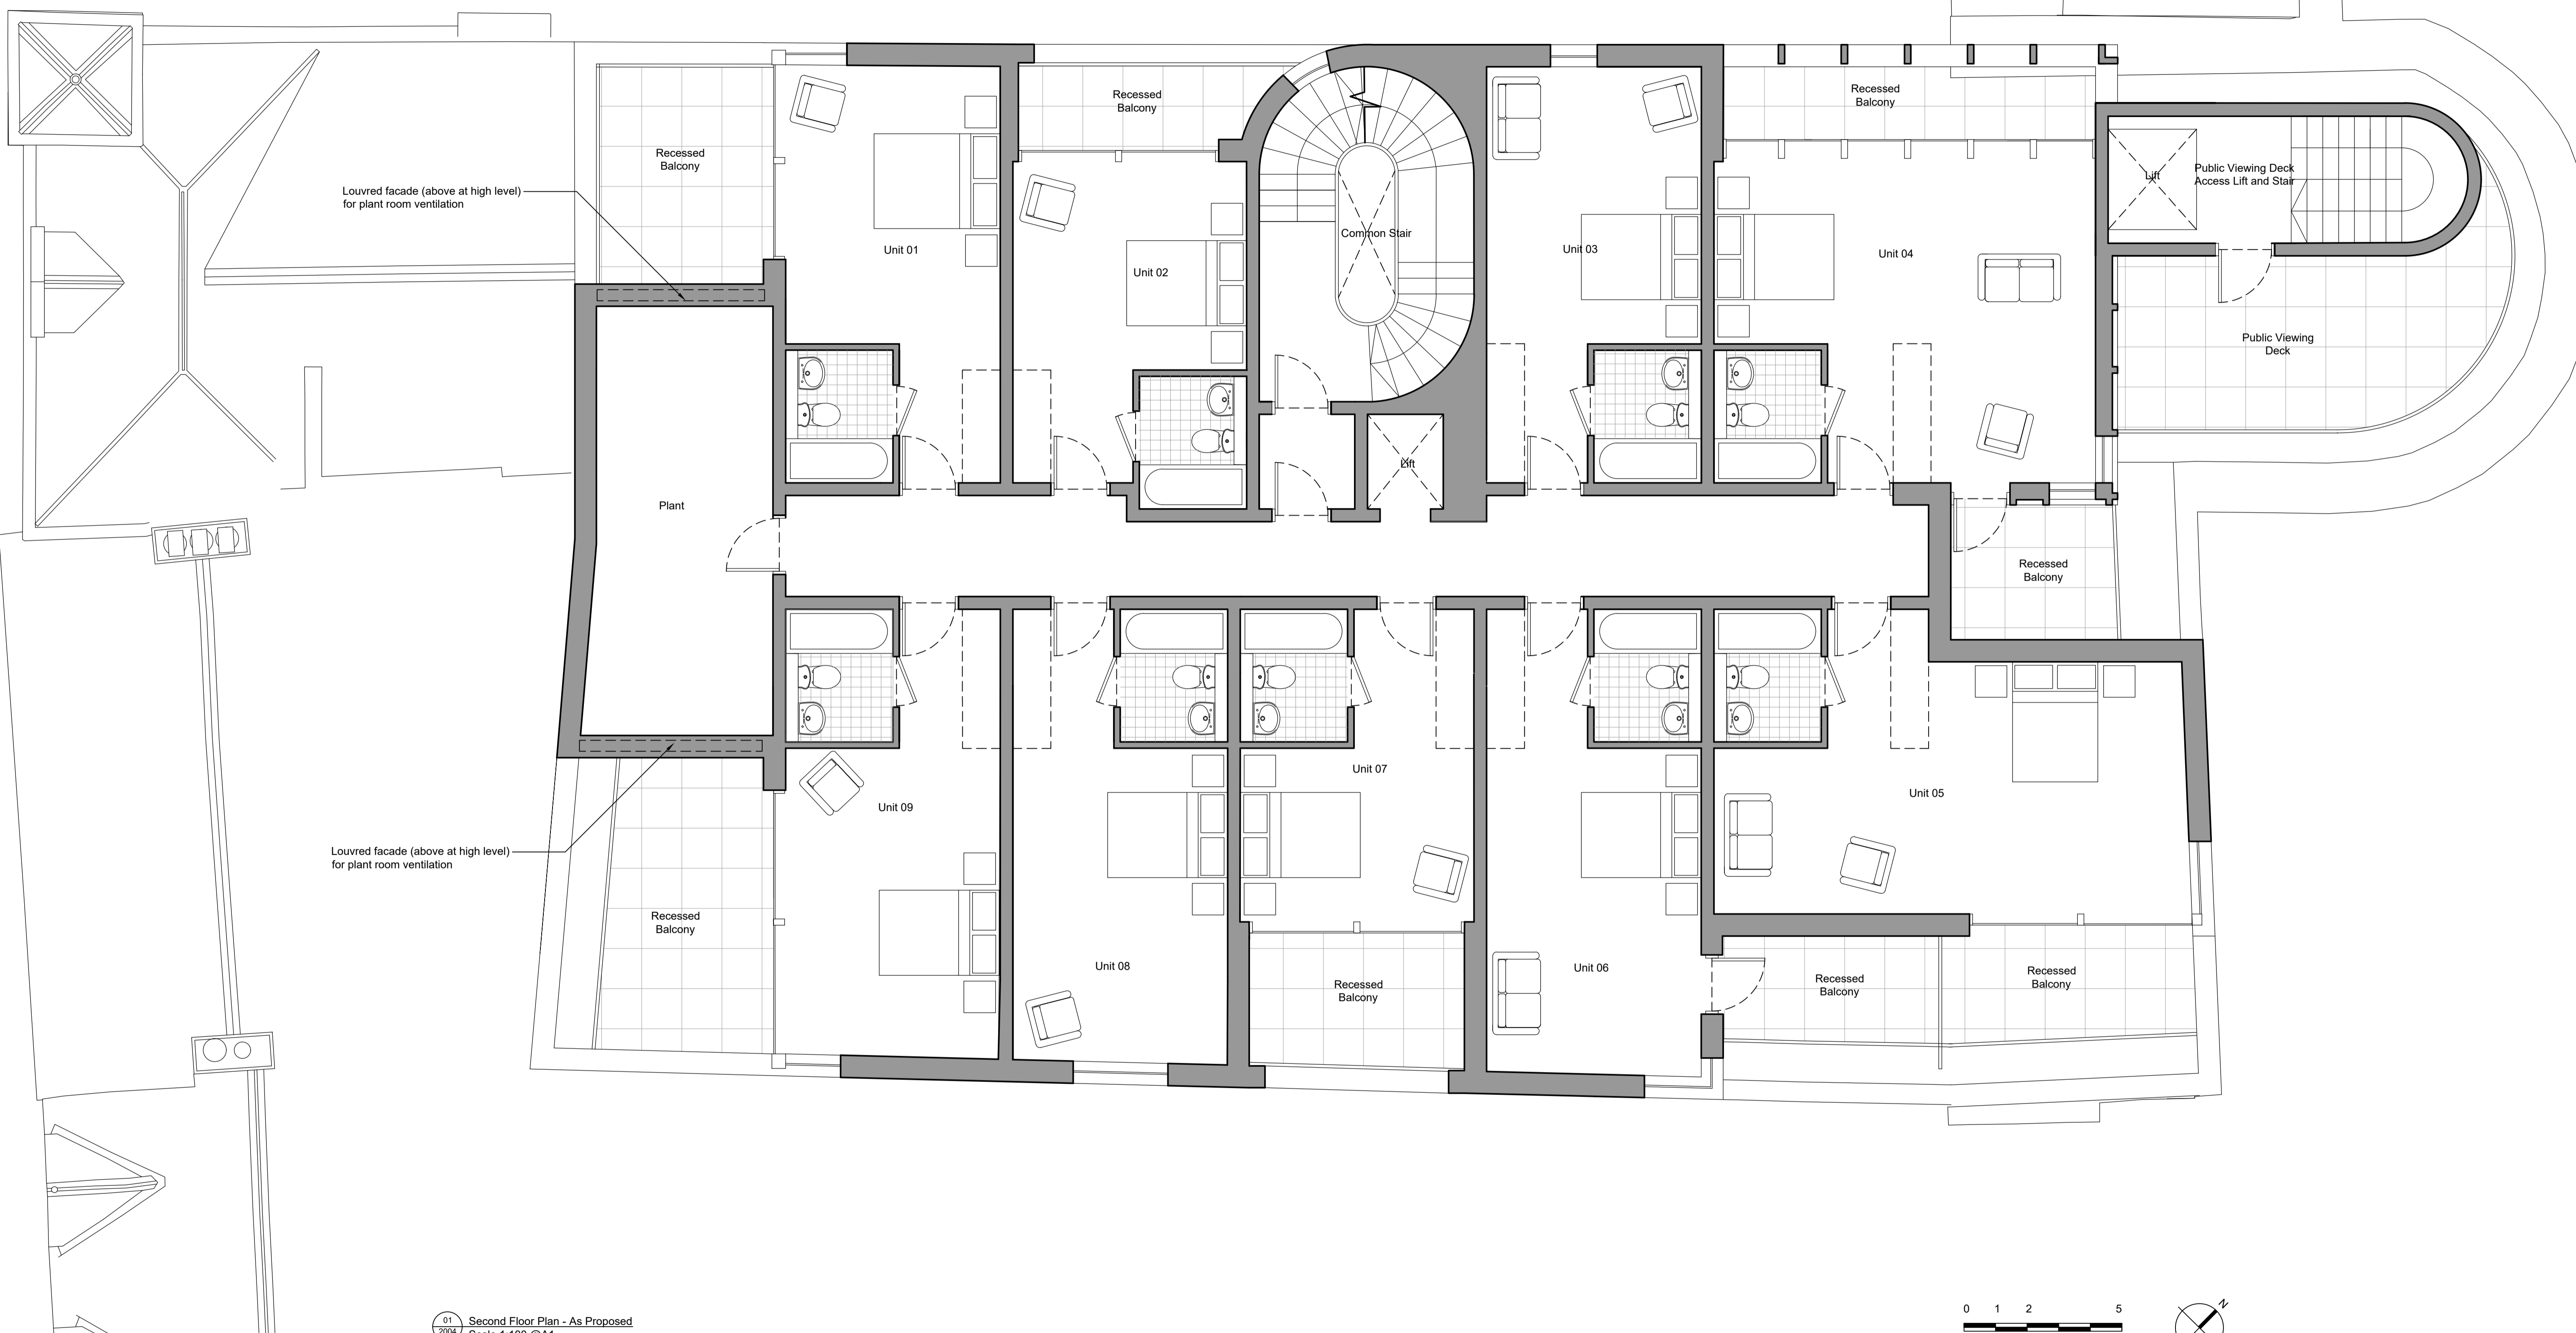 Recessed
Balcony
Recessed
Balcony
Recessed
Balcony
Louvred facade (above at high level)
for plant room ventilation
Lift
Public Viewing Deck
Access Lift and Stair
Unit 01
Unit 02
Common Stair
Unit 03
Unit 04
Public Viewing
Deck
Lift
Plant
Recessed
Balcony
Unit 09
Unit 07
Unit 05
Louvred facade (above at high level)
for plant room ventilation
Recessed
Balcony
Unit 08
Unit 06
Recessed
Balcony
Recessed
Balcony
Recessed
Balcony
01
2004
Second Floor Plan - As Proposed
Scale 1:100 @A1
0 1 2 5
N